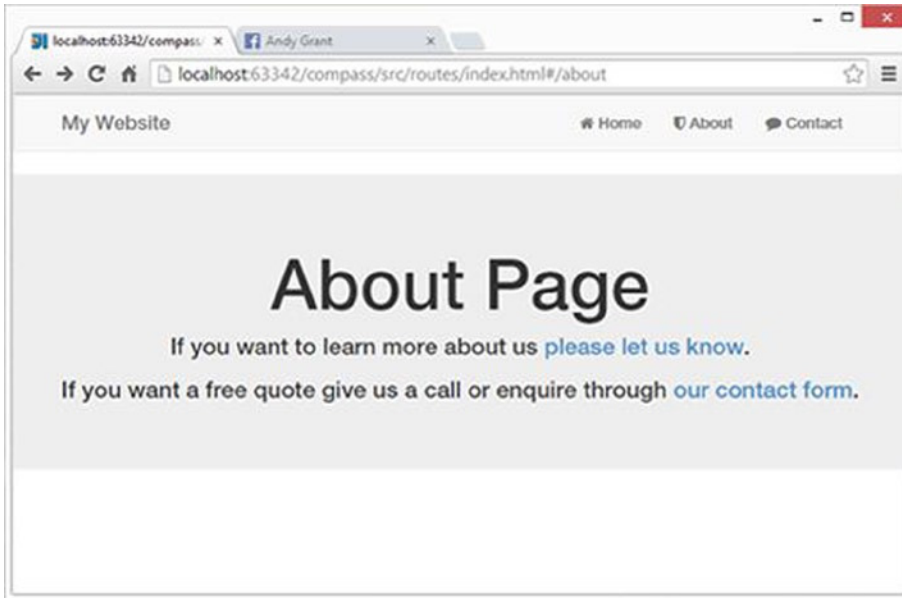 localhost:63342/compass/
Andy Grant
localhost:63342/compass/src/routes/index.html#/about
My Website
Home About Contact
About Page
If you want to learn more about us please let us know.
If you want a free quote give us a call or enquire through our contact form.